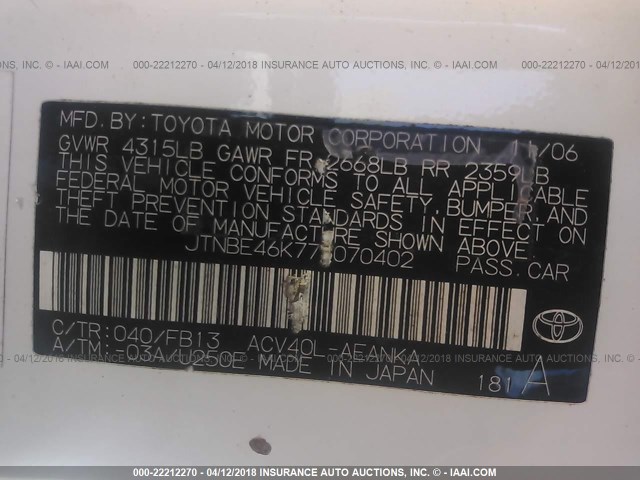 000-22212270 - 04/12/2018 INSURANCE AUTO AUCTIONS, INC. - © IAAI.COM
MFD. BY: TOYOTA MOTOR CORPORATION 11/06
GVWR 4315LB GAWR FR 2668LB RR 2359LB
THIS VEHICLE CONFORMS TO ALL APPLICABLE
FEDERAL MOTOR VEHICLE SAFETY, BUMPER, AND
THEFT PREVENTION STANDARDS IN EFFECT ON
THE DATE OF MANUFACTURE SHOWN ABOVE.
PASS. CAR
C/TR: 040/FB13
A/TM: MADE IN JAPAN 181 A
000-22212270 - 04/12/2018 INSURANCE AUTO AUCTIONS, INC. - © IAAI.COM